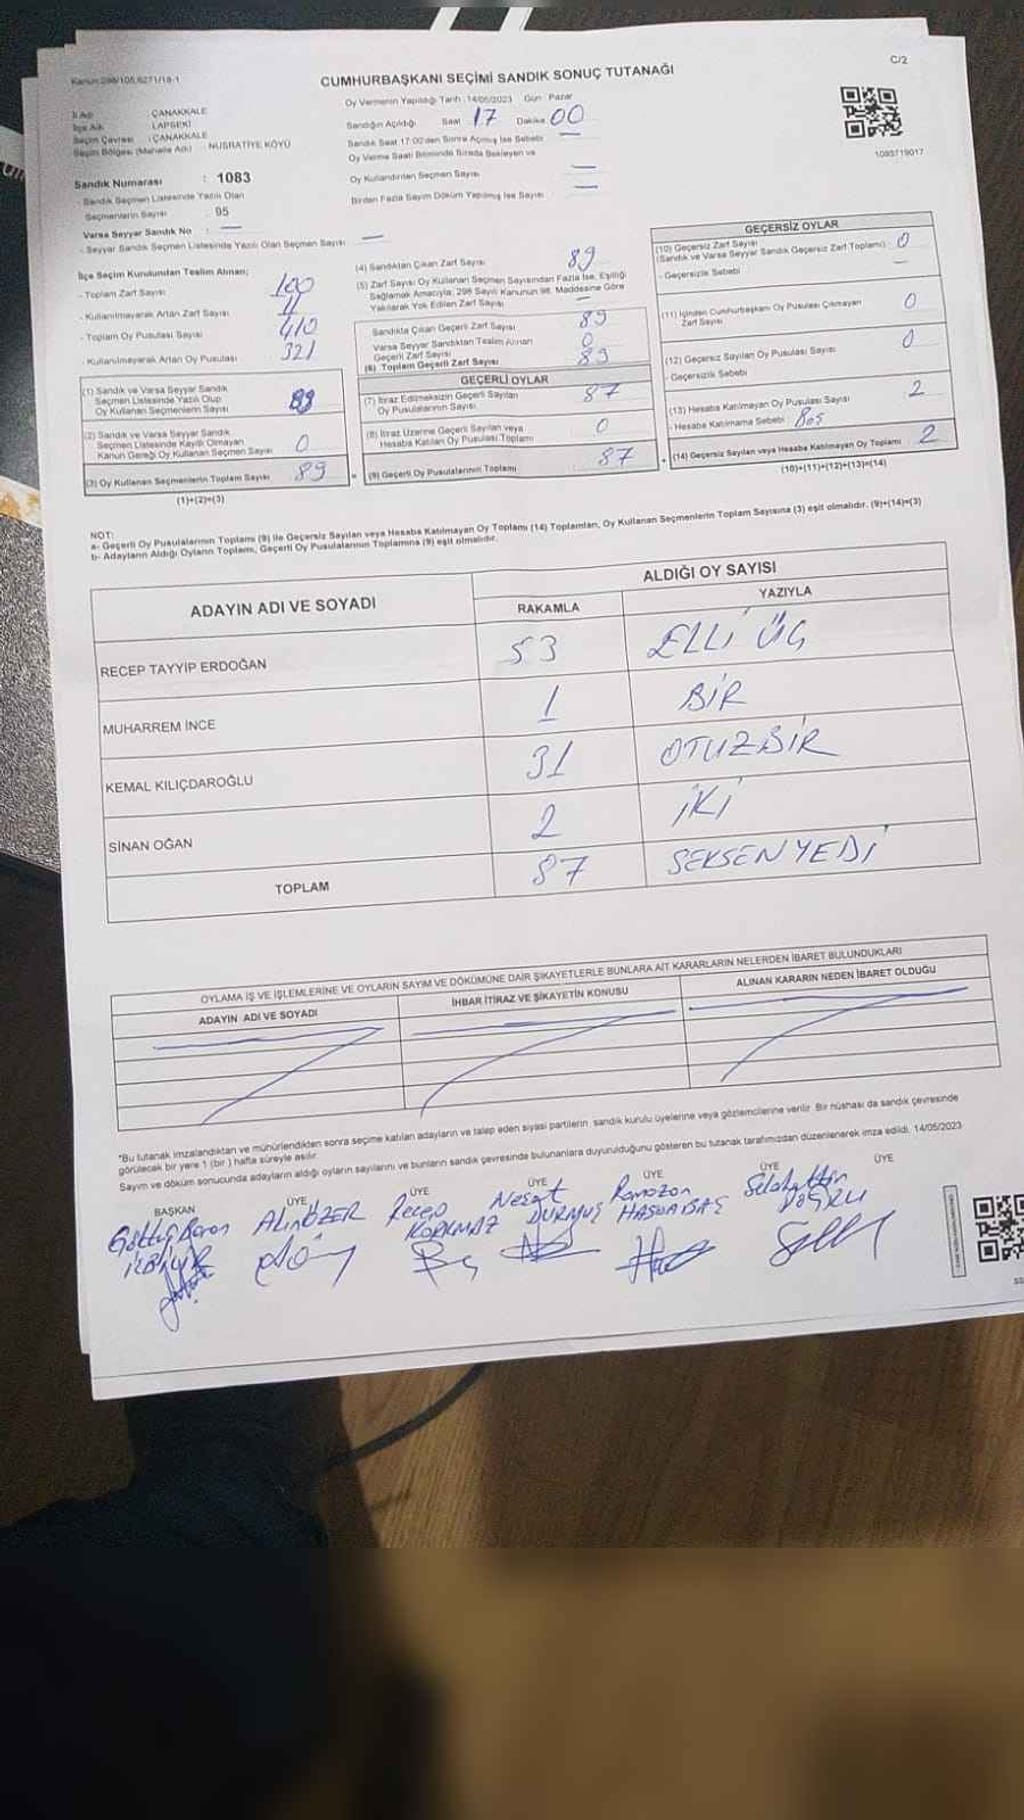 Kanun:298/105,6271/18-1
C/2
CUMHURBAŞKANI SEÇİMİ SANDIK SONUÇ TUTANAĞI
İl Adı : ÇANAKKALE
İlçe Adı : LAPSEKİ
Seçim Çevresi : ÇANAKKALE
Seçim Bölgesi (Mahalle Adı) : NUSRATİYE KÖYÜ
Sandık Numarası : 1083
Sandık Seçmen Listesinde Yazılı Olan
Seçmenlerin Sayısı : 95
Varsa Seyyar Sandık No : —
- Seyyar Sandık Seçmen Listesinde Yazılı Olan Seçmen Sayısı : —
Oy Vermenin Yapıldığı Tarih :14/05/2023 Gün : Pazar
Sandığın Açıldığı: Saat 17 Dakika 00
Sandık Saat 17:00'den Sonra Açılmış İse Sebebi : —
Oy Verme Saati Bitiminde Sırada Bekleyen ve
Oy Kullandırılan Seçmen Sayısı : —
Birden Fazla Sayım Döküm Yapılmış İse Sayısı : —
1093719017
İlçe Seçim Kurulundan Teslim Alınan;
- Toplam Zarf Sayısı : 100
- Kullanılmayarak Artan Zarf Sayısı : 11
- Toplam Oy Pusulası Sayısı : 410
- Kullanılmayarak Artan Oy Pusulası : 321
(1) Sandık ve Varsa Seyyar Sandık
Seçmen Listesinde Yazılı Olup
Oy Kullanan Seçmenlerin Sayısı : 89
(2) Sandık ve Varsa Seyyar Sandık
Seçmen Listesinde Kayıtlı Olmayan
Kanun Gereği Oy Kullanan Seçmen Sayısı : 0
(3) Oy Kullanan Seçmenlerin Toplam Sayısı : 89
(1)+(2)=(3)
(4) Sandıktan Çıkan Zarf Sayısı : 89
(5) Zarf Sayısı Oy Kullanan Seçmen Sayısından Fazla İse, Eşitliği
Sağlamak Amacıyla; 298 Sayılı Kanunun 98. Maddesine Göre
Yakılarak Yok Edilen Zarf Sayısı : —
Sandıkta Çıkan Geçerli Zarf Sayısı : 89
Varsa Seyyar Sandıktan Teslim Alınan
Geçerli Zarf Sayısı : 0
(6) Toplam Geçerli Zarf Sayısı : 89
GEÇERLİ OYLAR
(7) İtiraz Edilmeksizin Geçerli Sayılan
Oy Pusulalarının Sayısı : 87
(8) İtiraz Üzerine Geçerli Sayılan veya
Hesaba Katılan Oy Pusulası Toplamı : 0
(9) Geçerli Oy Pusulalarının Toplamı : 87
GEÇERSİZ OYLAR
(10) Geçersiz Zarf Sayısı
(Sandık ve Varsa Seyyar Sandık Geçersiz Zarf Toplamı) : 0
- Geçersizlik Sebebi : —
(11) İçinden Cumhurbaşkanı Oy Pusulası Çıkmayan
Zarf Sayısı : 0
(12) Geçersiz Sayılan Oy Pusulası Sayısı : 0
- Geçersizlik Sebebi
(13) Hesaba Katılmayan Oy Pusulası Sayısı : 2
- Hesaba Katılmama Sebebi : Boş
(14) Geçersiz Sayılan veya Hesaba Katılmayan Oy Toplamı : 2
(10)+(11)+(12)+(13)=(14)
NOT:
a- Geçerli Oy Pusulalarının Toplamı (9) ile Geçersiz Sayılan veya Hesaba Katılmayan Oy Toplamı (14) Toplamları, Oy Kullanan Seçmenlerin Toplam Sayısına (3) eşit olmalıdır. (9)+(14)=(3)
b- Adayların Aldığı Oyların Toplamı, Geçerli Oy Pusulalarının Toplamına (9) eşit olmalıdır.
ADAYIN ADI VE SOYADI
ALDIĞI OY SAYISI
RAKAMLA YAZIYLA
RECEP TAYYİP ERDOĞAN 53 ELLİ ÜÇ
MUHARREM İNCE 1 BİR
KEMAL KILIÇDAROĞLU 31 OTUZBİR
SİNAN OĞAN 2 İKİ
TOPLAM 87 SEKSENYEDİ
OYLAMA İŞ VE İŞLEMLERİNE VE OYLARIN SAYIM VE DÖKÜMÜNE DAİR ŞİKAYETLERLE BUNLARA AİT KARARLARIN NELERDEN İBARET BULUNDUKLARI
ADAYIN ADI VE SOYADI İHBAR İTİRAZ VE ŞİKAYETİN KONUSU ALINAN KARARIN NEDEN İBARET OLDUĞU
*Bu tutanak imzalandıktan ve mühürlendikten sonra seçime katılan adayların ve talep eden siyasi partilerin sandık kurulu üyelerine veya gözlemcilerine verilir. Bir nüshası da sandık çevresinde
görülecek bir yere 1 (bir) hafta süreyle asılır.
Sayım ve döküm sonucunda adayların aldığı oyların sayılarını ve bunların sandık çevresinde bulunanlara duyurulduğunu gösteren bu tutanak tarafımızdan düzenlenerek imza edildi. 14/05/2023
BAŞKAN ÜYE ÜYE ÜYE ÜYE ÜYE ÜYE
ALİ ÖZER
Recep KORKMAZ
Nesat DURMUŞ
Ramazan
Selahattin DOĞRU